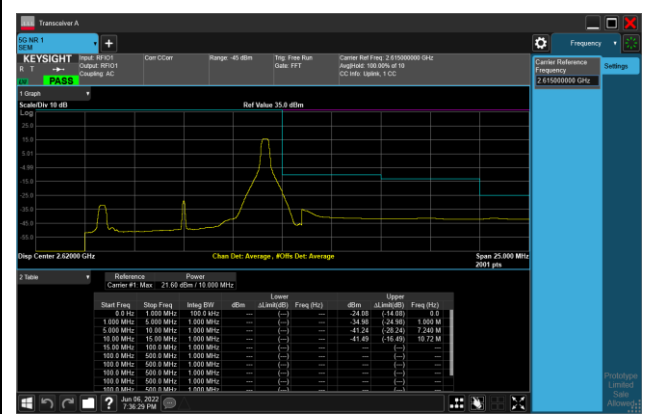 Transceiver A
5G NR 1
SEM
Frequency
KEYSIGHT
Input: RFIO1
Output: RFIO1
Coupling: AC
Corr CCorr
Range: -45 dBm
Trig: Free Run
Gate: FFT
Carrier Ref Freq: 2.615000000 GHz
Avg|Hold: 100.00% of 10
CC Info: Uplink, 1 CC
R T
PASS
Carrier Reference
Frequency
2.615000000 GHz
Settings
1 Graph
Scale/Div 10 dB
Ref Value 35.0 dBm
Log
25.0
15.0
5.01
-4.99
-15.0
-25.0
-35.0
-45.0
-55.0
Disp Center 2.62000 GHz
Chan Det: Average , #Offs Det: Average
Span 25.000 MHz
2001 pts
2 Table
Reference Power
Carrier #1: Max 21.60 dBm / 10.000 MHz
Lower Upper
Start Freq Stop Freq Integ BW dBm ΔLimit(dB) Freq (Hz) dBm ΔLimit(dB) Freq (Hz)
0.0 Hz 1.000 MHz 100.0 kHz --- (---) --- -24.08 (-14.08) 0.0
1.000 MHz 5.000 MHz 1.000 MHz --- (---) --- -34.98 (-24.98) 1.000 M
5.000 MHz 10.00 MHz 1.000 MHz --- (---) --- -41.24 (-28.24) 7.240 M
10.00 MHz 15.00 MHz 1.000 MHz --- (---) --- -41.49 (-16.49) 10.72 M
15.00 MHz 100.0 MHz 1.000 MHz --- (---) --- --- (---) ---
100.0 MHz 500.0 MHz 1.000 MHz --- (---) --- --- (---) ---
100.0 MHz 500.0 MHz 1.000 MHz --- (---) --- --- (---) ---
100.0 MHz 500.0 MHz 1.000 MHz --- (---) --- --- (---) ---
100.0 MHz 500.0 MHz 1.000 MHz --- (---) --- --- (---) ---
100.0 MHz 500.0 MHz 1.000 MHz --- (---) --- --- (---) ---
Prototype
Limited
Sale
Allowed
Jun 06, 2022
7:36:29 PM